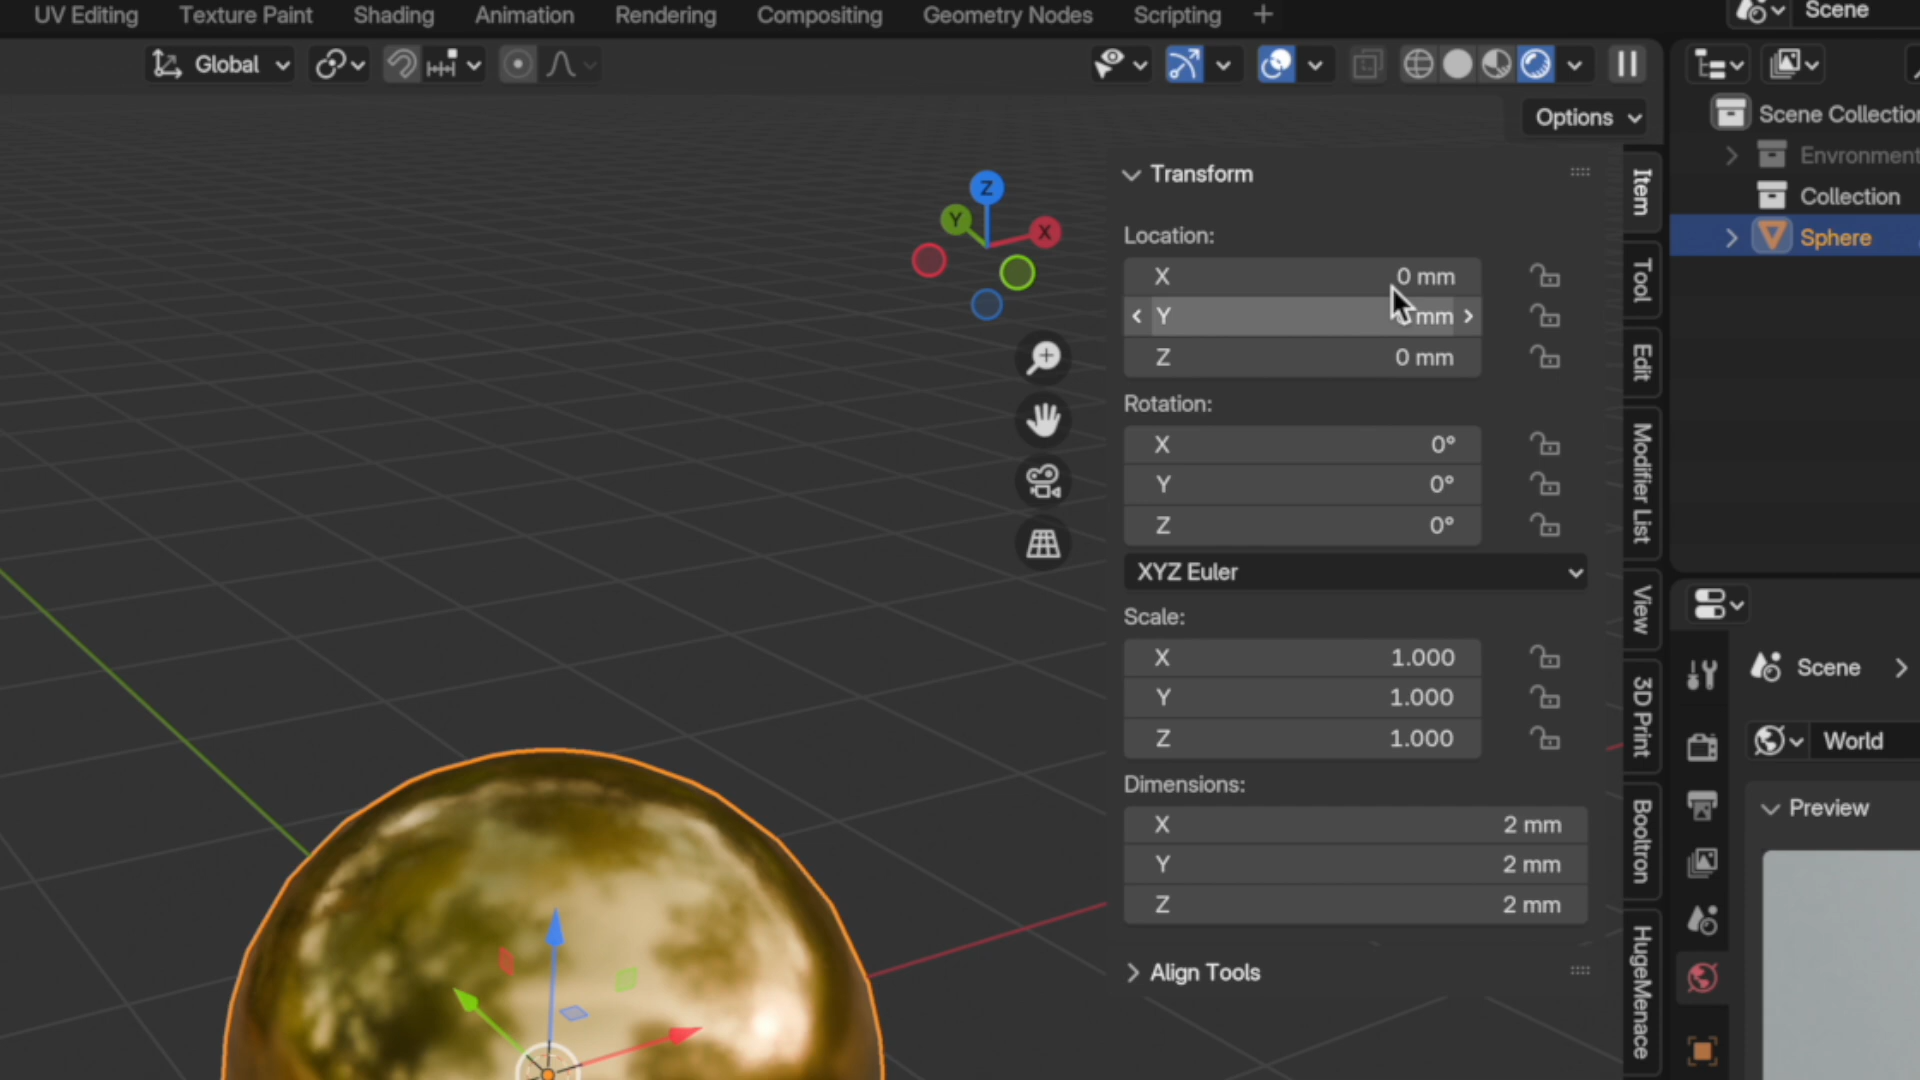 UV Editing Texture Paint Shading Animation Rendering Compositing Geometry Nodes Scripting + Scene
Global
Options
Scene Collection
Environment
Collection
Sphere
Z
Y
X
Transform
Location:
X 0 mm
Y mm
Z 0 mm
Rotation:
X 0°
Y 0°
Z 0°
XYZ Euler
Scale:
X 1.000
Y 1.000
Z 1.000
Dimensions:
X 2 mm
Y 2 mm
Z 2 mm
Align Tools
Item
Tool
Edit
Modifier List
View
3D Print
Booltron
HugeMenace
Scene
World
Preview